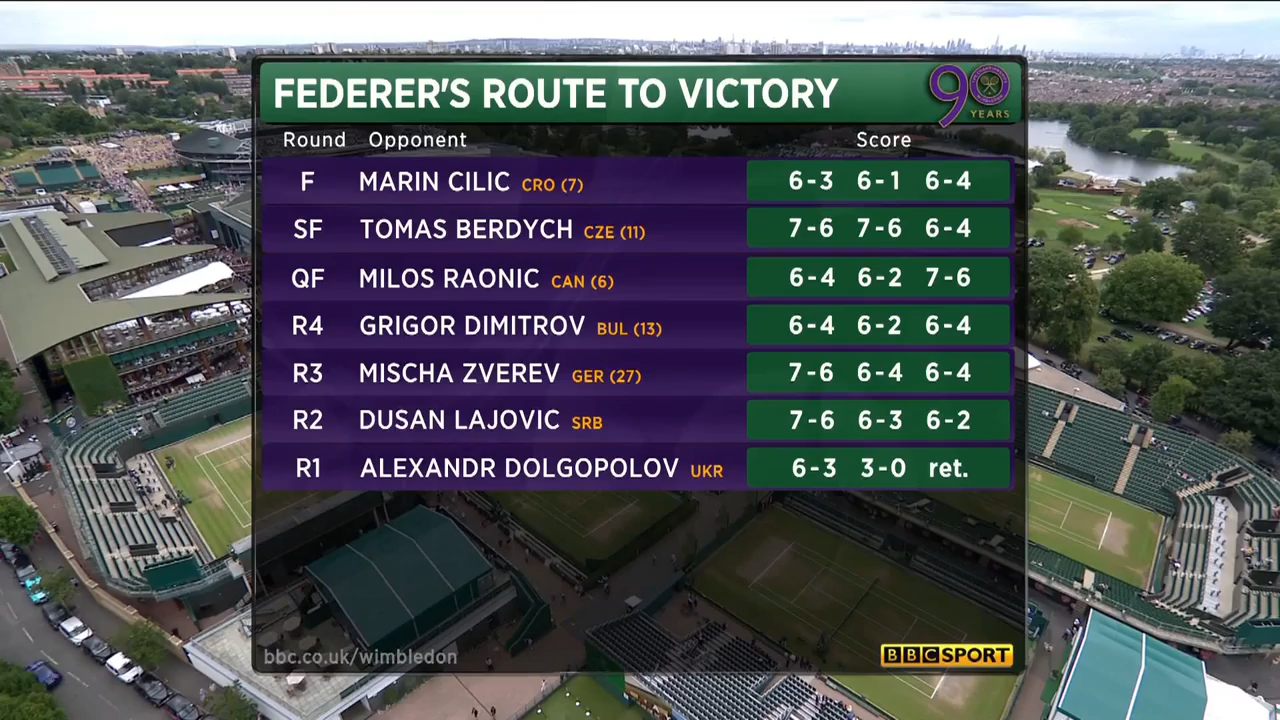 FEDERER'S ROUTE TO VICTORY 90 YEARS
Round Opponent Score
F MARIN CILIC CRO (7) 6-3 6-1 6-4
SF TOMAS BERDYCH CZE (11) 7-6 7-6 6-4
QF MILOS RAONIC CAN (6) 6-4 6-2 7-6
R4 GRIGOR DIMITROV BUL (13) 6-4 6-2 6-4
R3 MISCHA ZVEREV GER (27) 7-6 6-4 6-4
R2 DUSAN LAJOVIC SRB 7-6 6-3 6-2
R1 ALEXANDR DOLGOPOLOV UKR 6-3 3-0 ret.
bbc.co.uk/wimbledon BBC SPORT